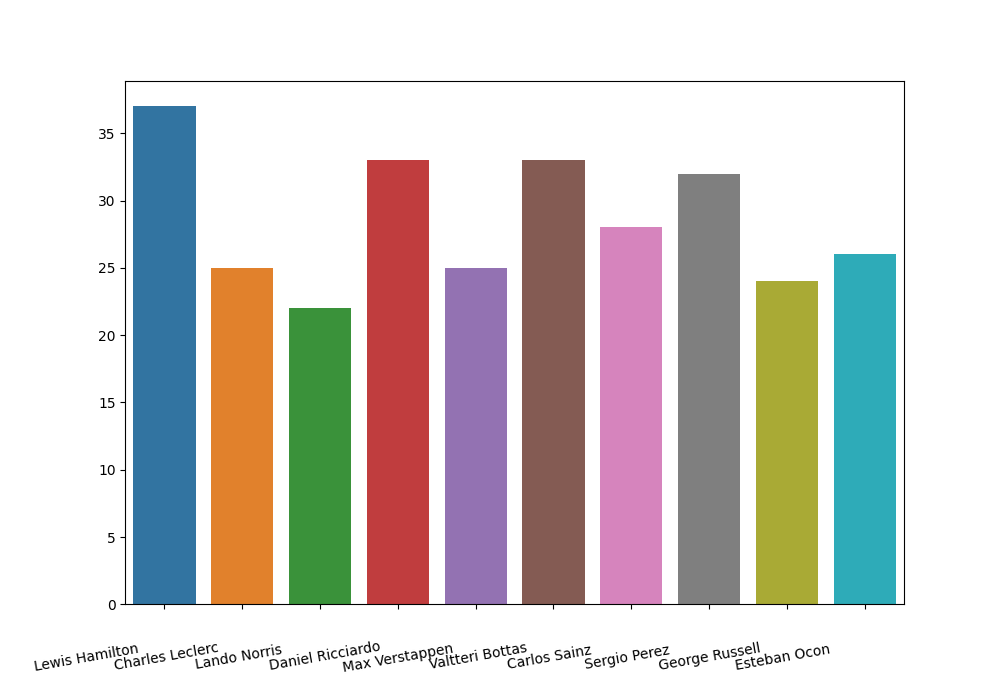 35
30
25
20
15
10
5
0
Lewis Hamilton
Charles Leclerc
Lando Norris
Daniel Ricciardo
Max Verstappen
Valtteri Bottas
Carlos Sainz
Sergio Perez
George Russell
Esteban Ocon